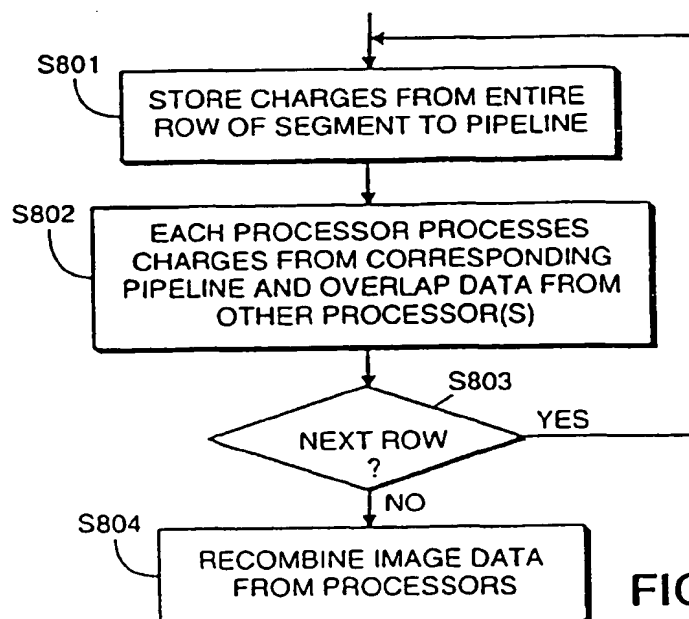 S801
STORE CHARGES FROM ENTIRE
ROW OF SEGMENT TO PIPELINE
S802
EACH PROCESSOR PROCESSES
CHARGES FROM CORRESPONDING
PIPELINE AND OVERLAP DATA FROM
OTHER PROCESSOR(S)
S803
YES
NEXT ROW
?
NO
S804
RECOMBINE IMAGE DATA
FROM PROCESSORS
FIG